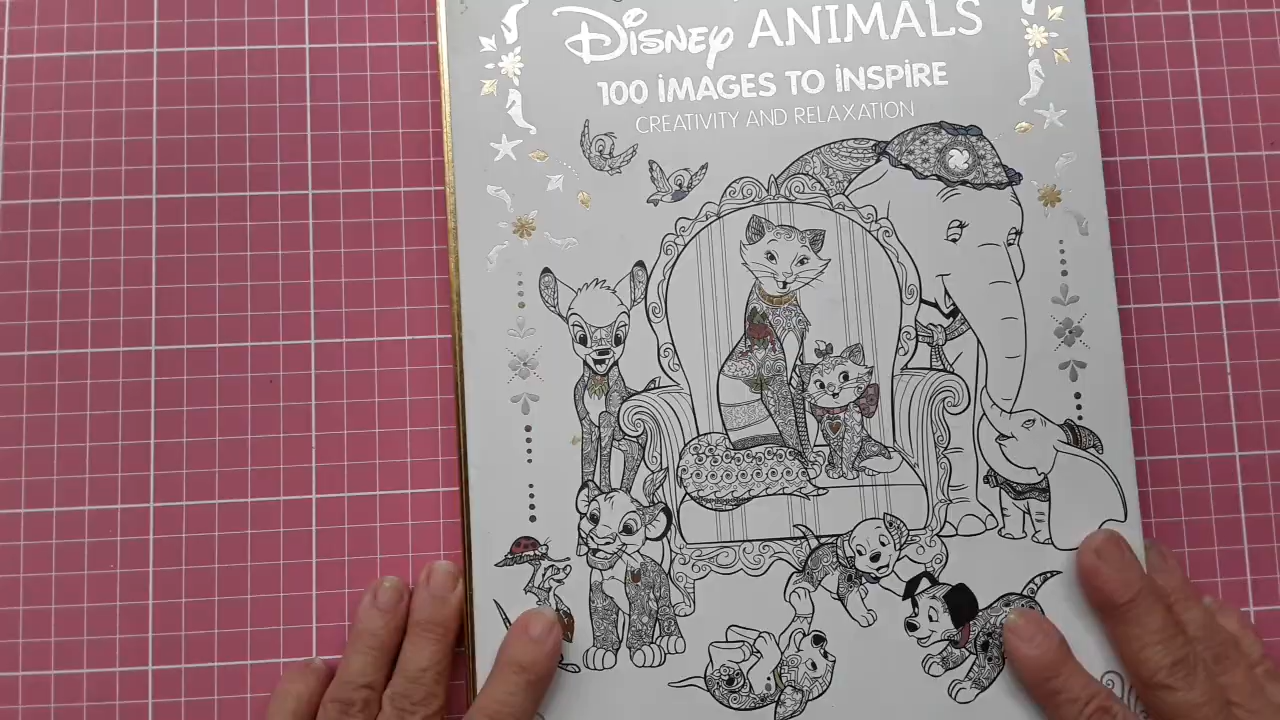 Disney ANIMALS
100 IMAGES TO INSPIRE
CREATIVITY AND RELAXATION